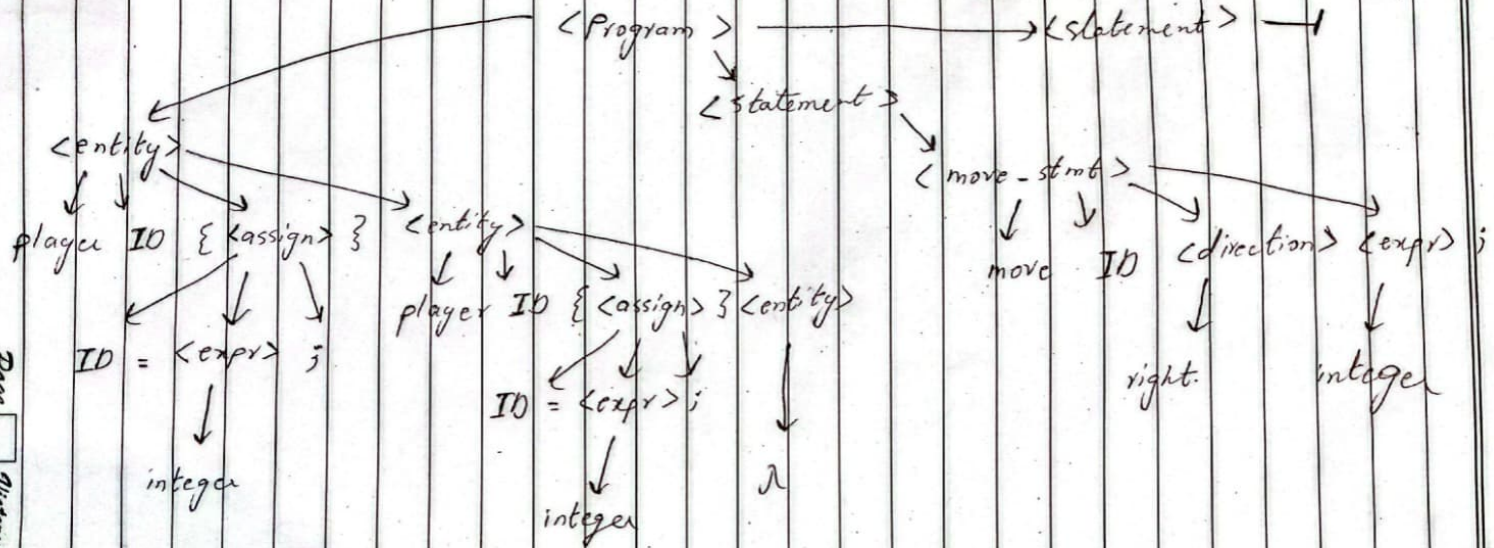 <Program> <statement>
<statement>
<entity> <move-stmt>
player ID { <assign> } <entity> move ID <direction> <expr> ;
player ID { <assign> } <entity>
ID = <expr> ; right. integer
ID = <expr> ;
integer λ
integer